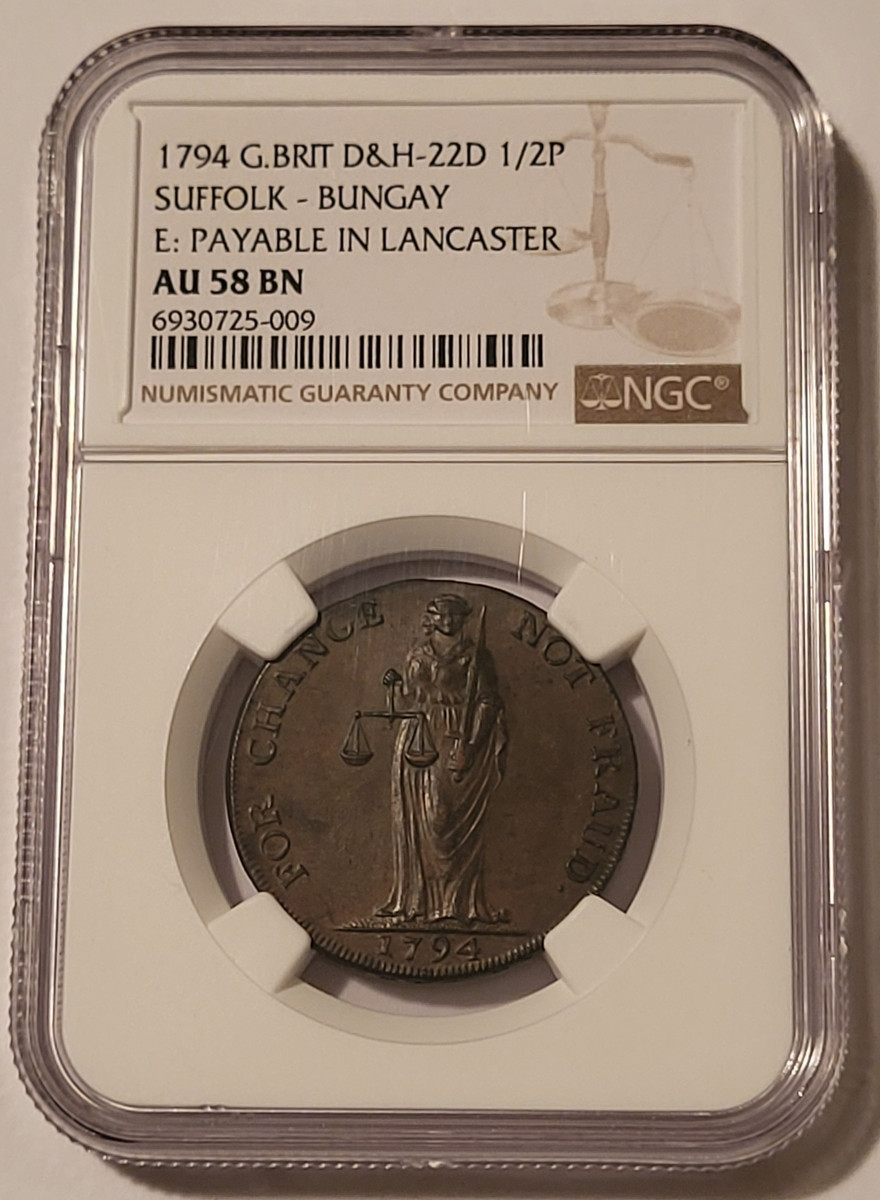 1794 G.BRIT D&H-22D 1/2P
SUFFOLK - BUNGAY
E: PAYABLE IN LANCASTER
AU 58 BN
6930725-009
NUMISMATIC GUARANTY COMPANY
NGC®
FOR CHANGE NOT FRAUD.
1794